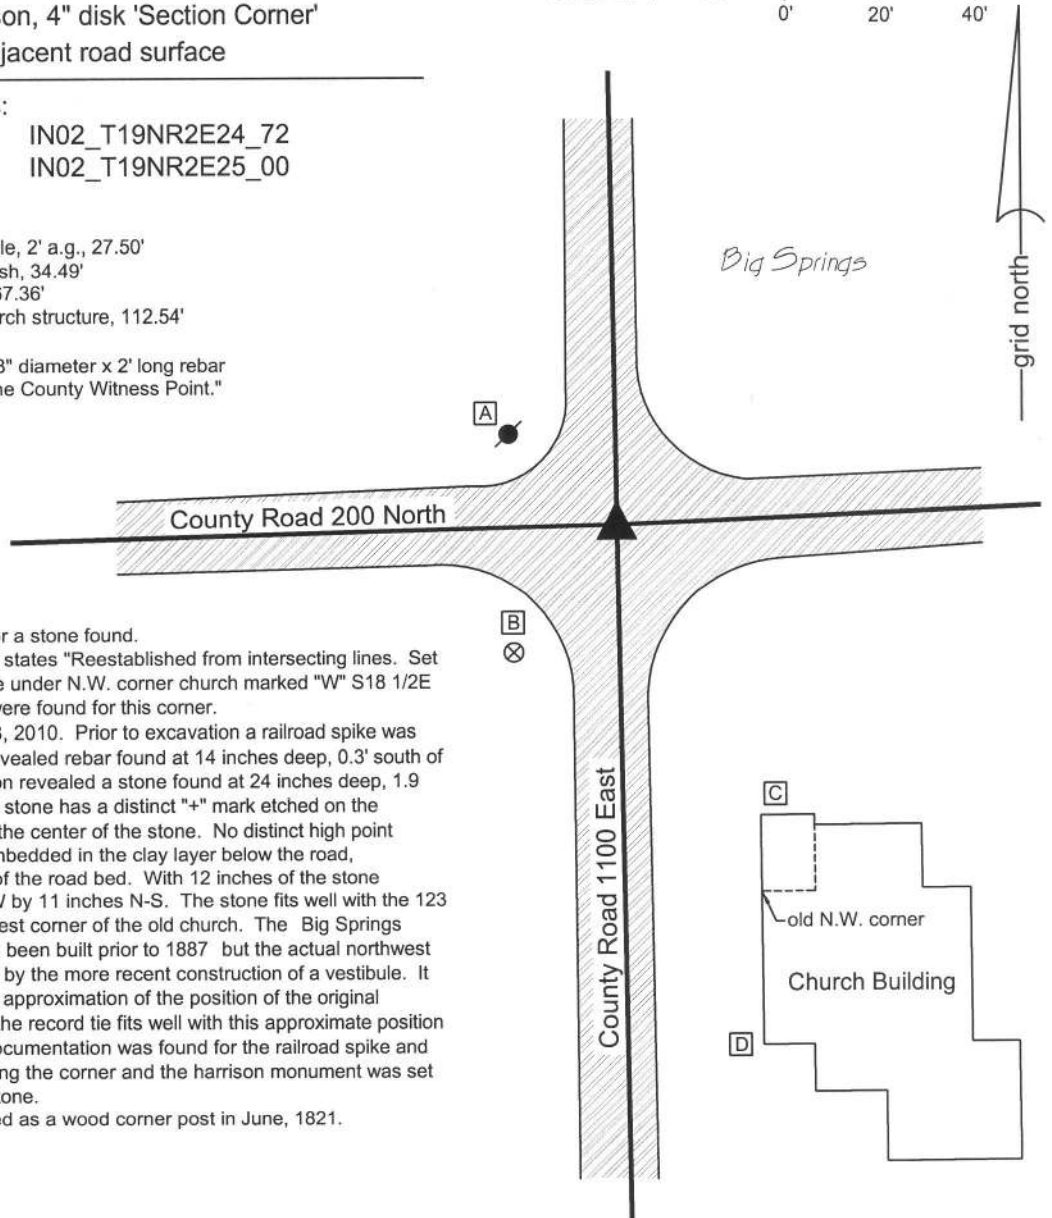 on, 4" disk 'Section Corner'
jacent road surface
0' 20' 40'
:
IN02_T19NR2E24_72
IN02_T19NR2E25_00
le, 2' a.g., 27.50'
sh, 34.49'
67.36'
rch structure, 112.54'
" diameter x 2' long rebar
ne County Witness Point."
Big Springs
grid north
A
County Road 200 North
B
r a stone found.
states "Reestablished from intersecting lines. Set
e under N.W. corner church marked "W" S18 1/2E
were found for this corner.
, 2010. Prior to excavation a railroad spike was
vealed rebar found at 14 inches deep, 0.3' south of
on revealed a stone found at 24 inches deep, 1.9
stone has a distinct "+" mark etched on the
the center of the stone. No distinct high point
mbedded in the clay layer below the road,
of the road bed. With 12 inches of the stone
by 11 inches N-S. The stone fits well with the 123
est corner of the old church. The Big Springs
been built prior to 1887 but the actual northwest
by the more recent construction of a vestibule. It
approximation of the position of the original
he record tie fits well with this approximate position
ocumentation was found for the railroad spike and
ng the corner and the harrison monument was set
tone.
ed as a wood corner post in June, 1821.
County Road 1100 East
C
old N.W. corner
Church Building
D